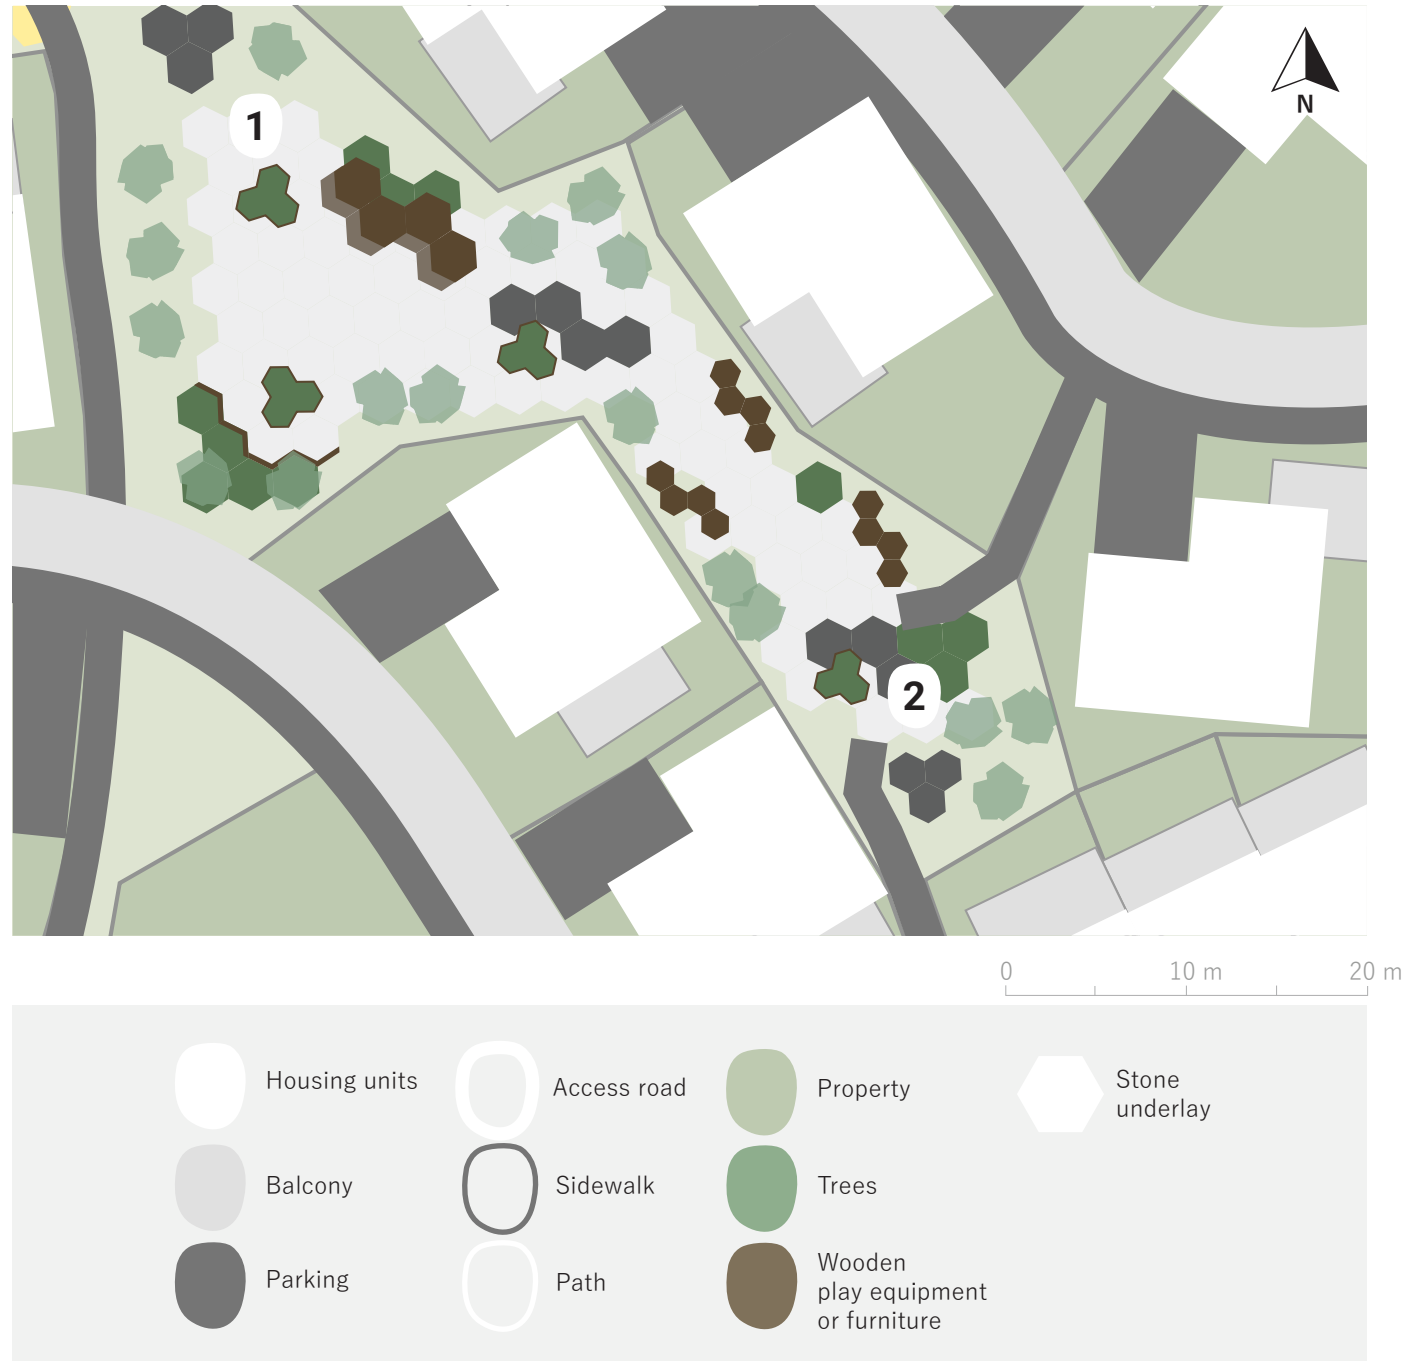 N
1
2
0 10 m 20 m
Housing units
Balcony
Parking
Access road
Sidewalk
Path
Property
Trees
Wooden
play equipment
or furniture
Stone
underlay